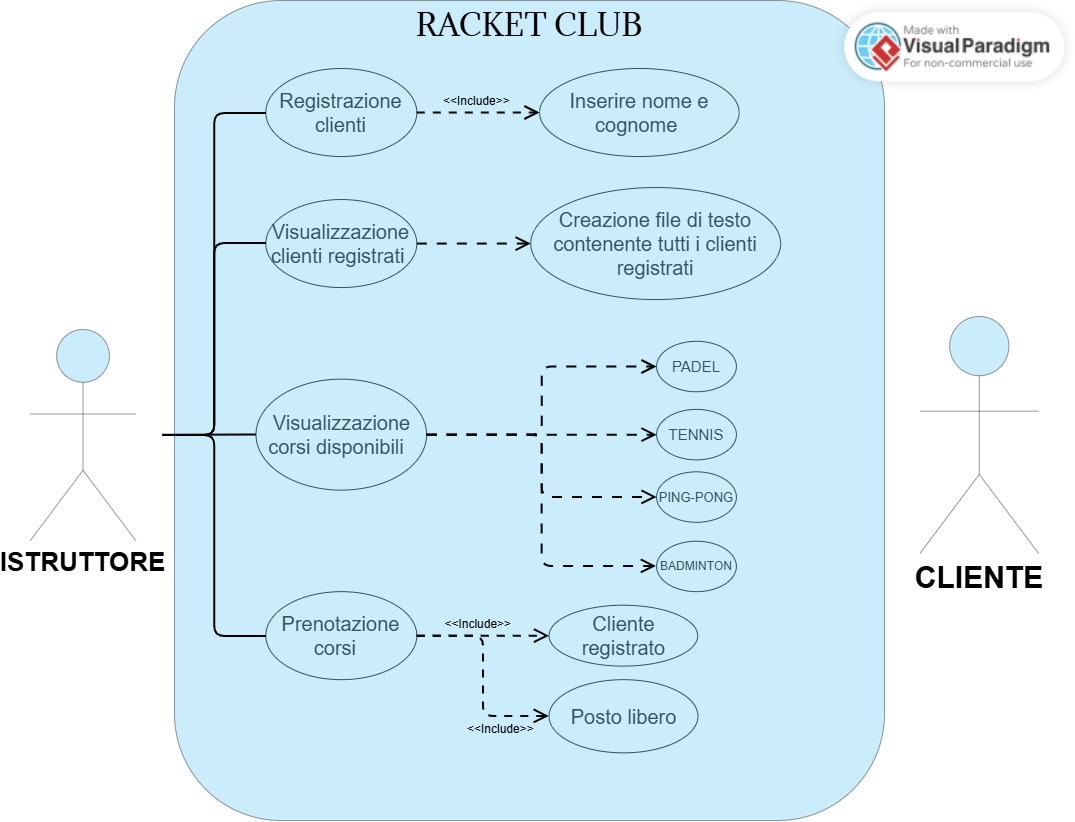 RACKET CLUB
Made with
Visual Paradigm
For non-commercial use
Registrazione
clienti
<<Include>>
Inserire nome e
cognome
Visualizzazione
clienti registrati
Creazione file di testo
contenente tutti i clienti
registrati
Visualizzazione
corsi disponibili
PADEL
TENNIS
PING-PONG
BADMINTON
ISTRUTTORE
CLIENTE
Prenotazione
corsi
<<Include>>
Cliente
registrato
<<Include>>
Posto libero